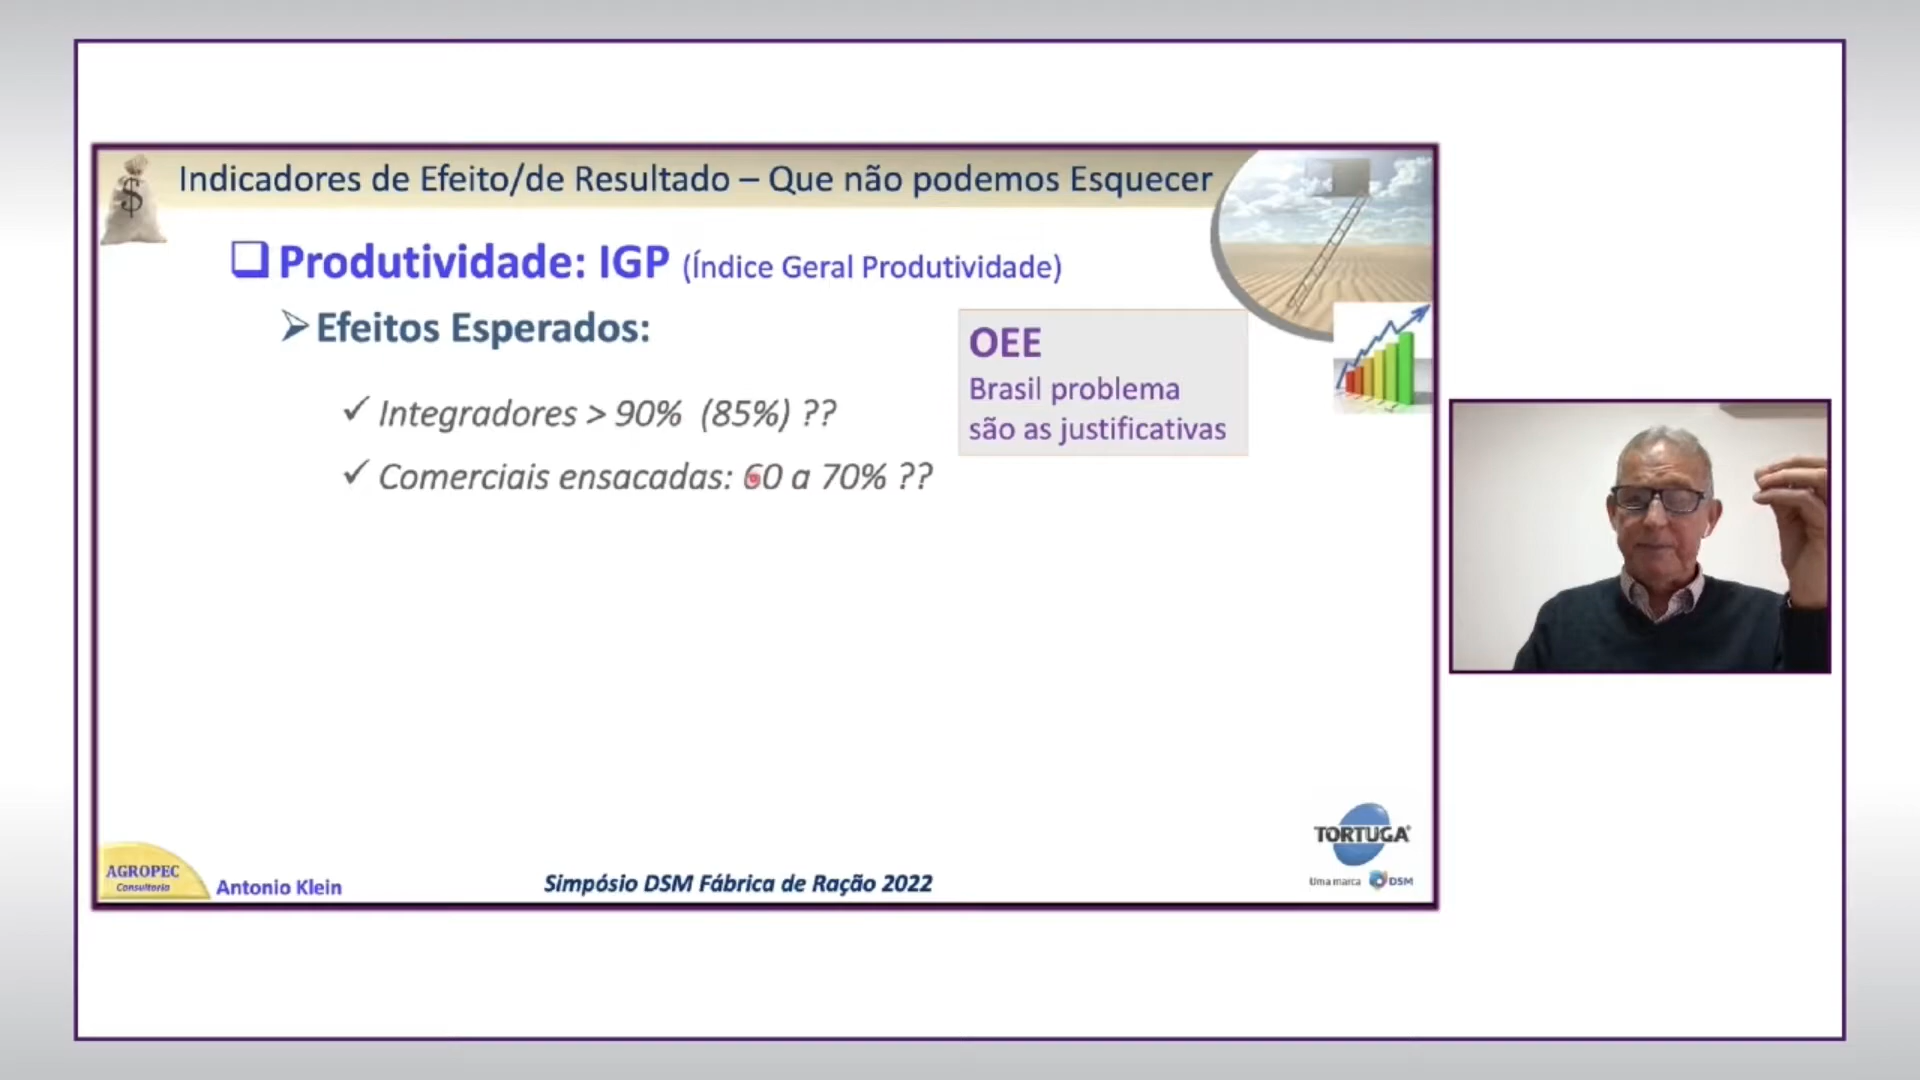 $
Indicadores de Efeito/de Resultado – Que não podemos Esquecer
Produtividade: IGP (Índice Geral Produtividade)
Efeitos Esperados:
Integradores > 90% (85%) ??
Comerciais ensacadas: 60 a 70% ??
OEE
Brasil problema
são as justificativas
AGROPEC
Consultoria
Antonio Klein
Simpósio DSM Fábrica de Ração 2022
TORTUGA
Uma marca DSM